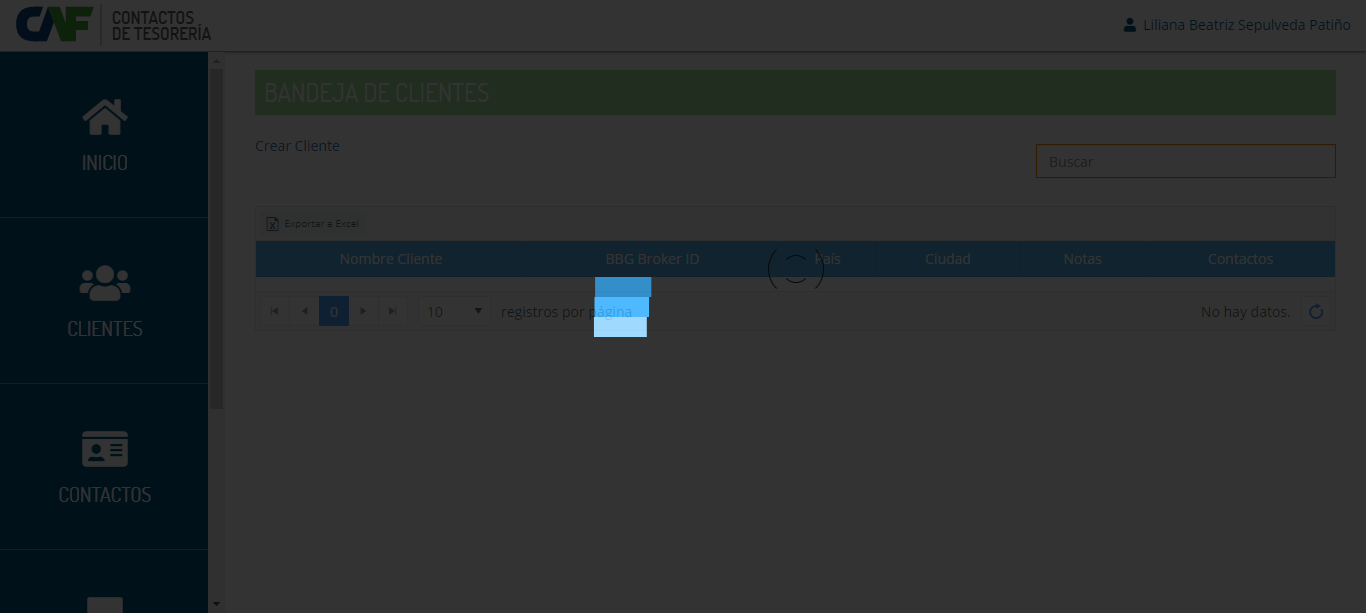 CAF CONTACTOS
DE TESORERÍA
Liliana Beatriz Sepulveda Patiño
INICIO
CLIENTES
CONTACTOS
BANDEJA DE CLIENTES
Crear Cliente
Buscar
Exportar a Excel
Nombre Cliente BBG Broker ID País Ciudad Notas Contactos
0 10 registros por página No hay datos.